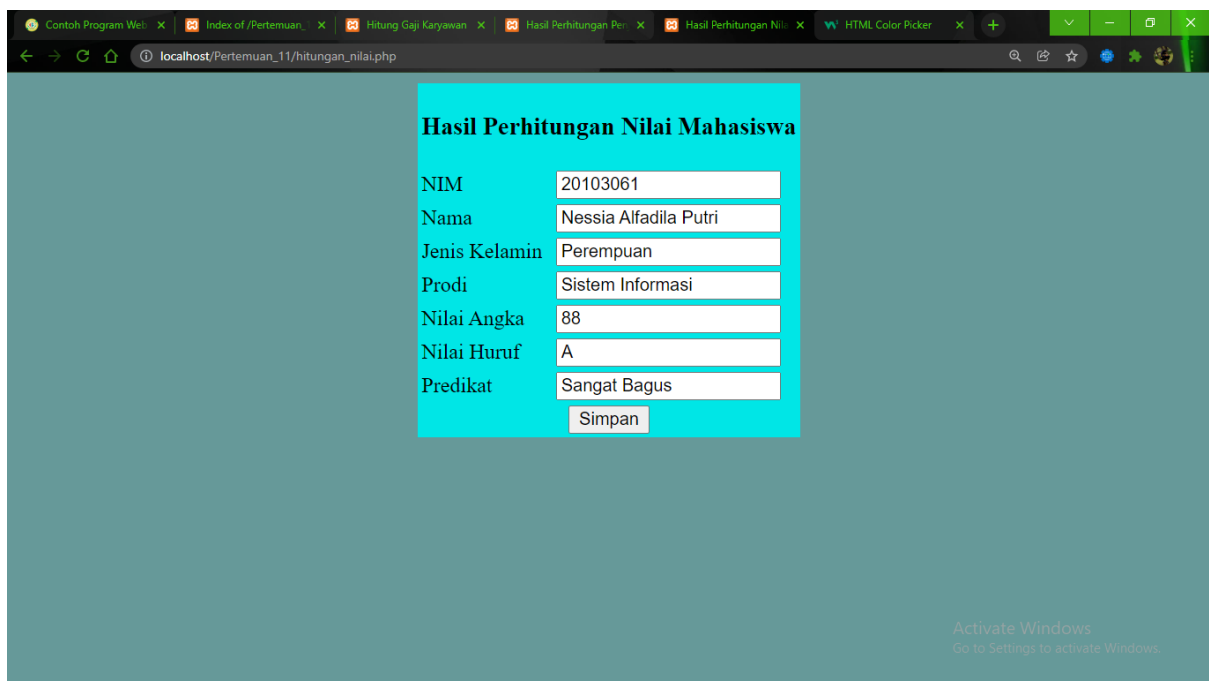 Contoh Program Web
Index of /Pertemuan_
Hitung Gaji Karyawan
Hasil Perhitungan Pen
Hasil Perhitungan Nila
HTML Color Picker
localhost/Pertemuan_11/hitungan_nilai.php
Hasil Perhitungan Nilai Mahasiswa
NIM 20103061
Nama Nessia Alfadila Putri
Jenis Kelamin Perempuan
Prodi Sistem Informasi
Nilai Angka 88
Nilai Huruf A
Predikat Sangat Bagus
Simpan
Activate Windows
Go to Settings to activate Windows.